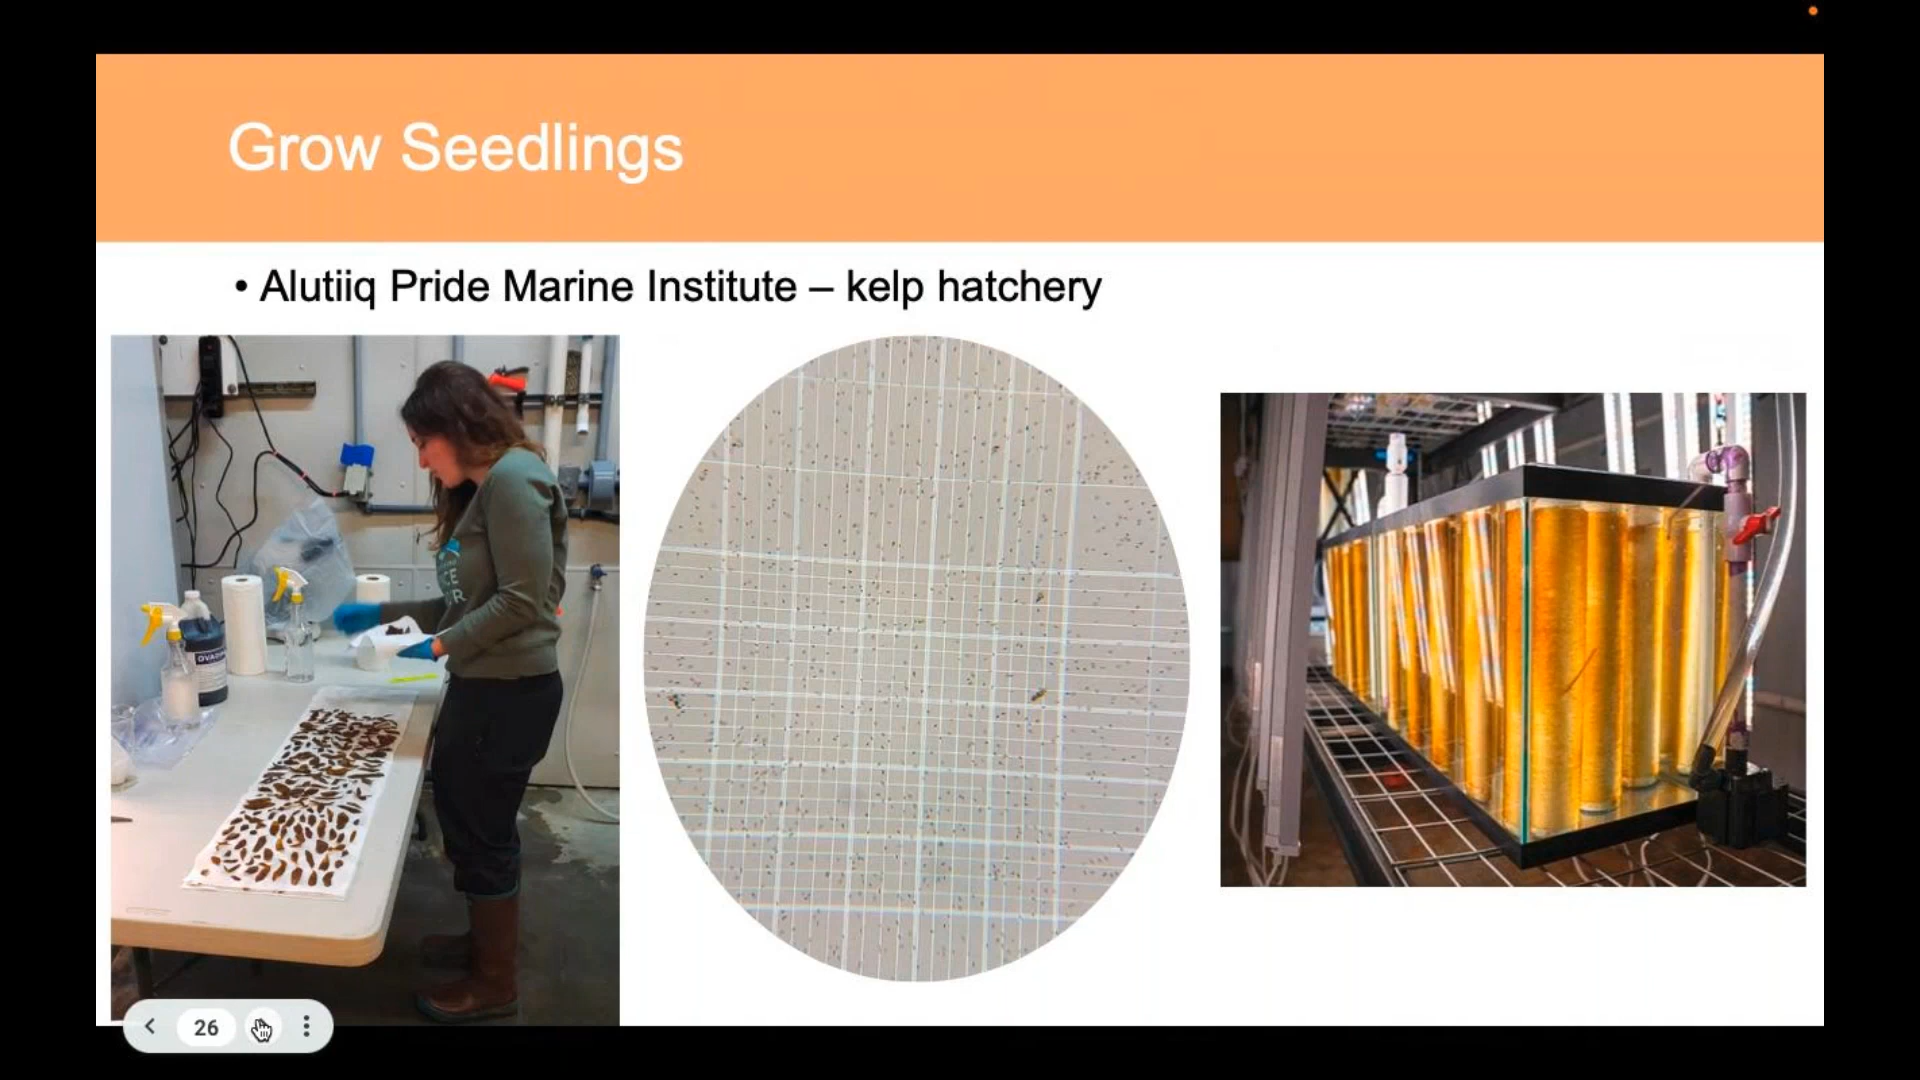 Grow Seedlings
• Alutiiq Pride Marine Institute – kelp hatchery
26